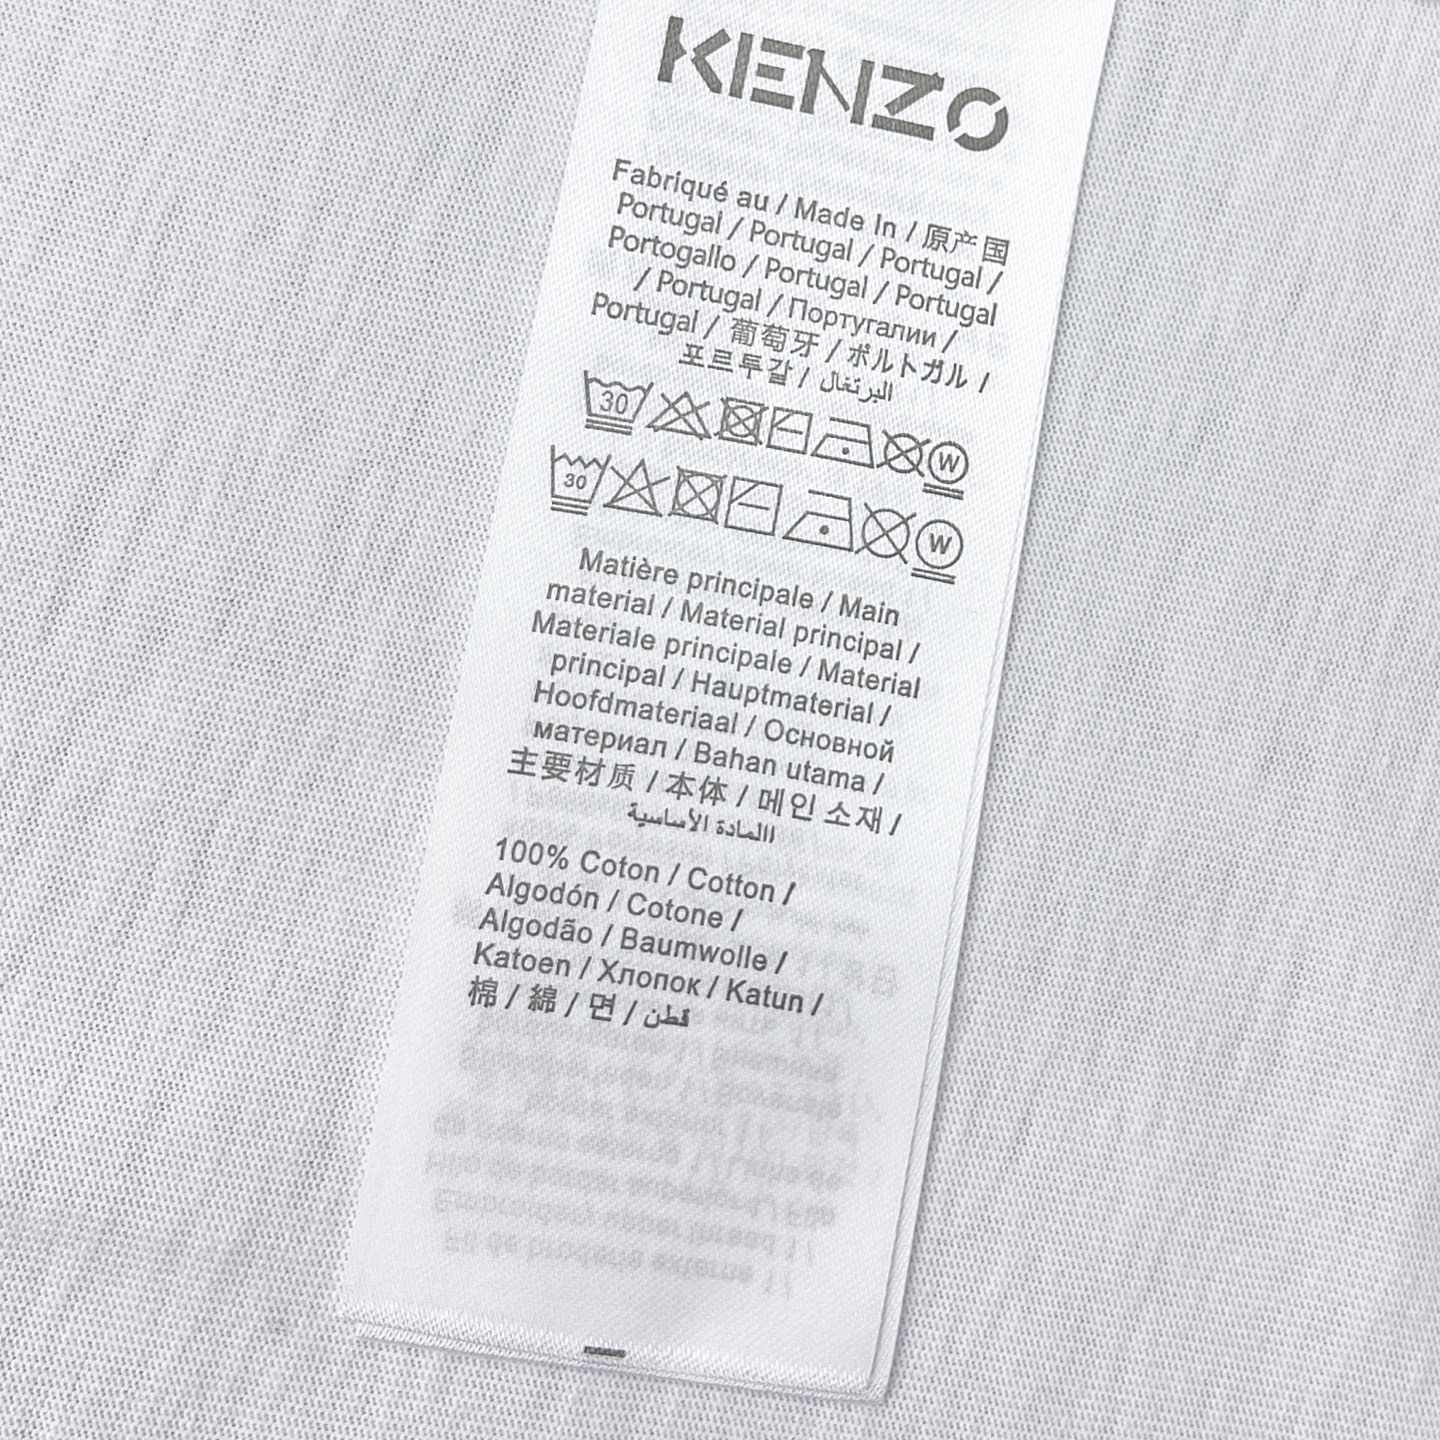 KENZO
Fabriqué au / Made In / 原产国
Portugal / Portugal / Portugal /
Portogallo / Portugal / Portugal
/ Portugal / Португалии /
Portugal / 葡萄牙 / ポルトガル /
포르투갈 / البرتغال
30 W
30 W
Matière principale / Main
material / Material principal /
Materiale principale / Material
principal / Hauptmaterial /
Hoofdmateriaal / Основной
материал / Bahan utama /
主要材质 / 本体 / 메인 소재 /
االمادة الأساسية
100% Coton / Cotton /
Algodón / Cotone /
Algodão / Baumwolle /
Katoen / Хлопок / Katun /
棉 / 綿 / 면 / قطن